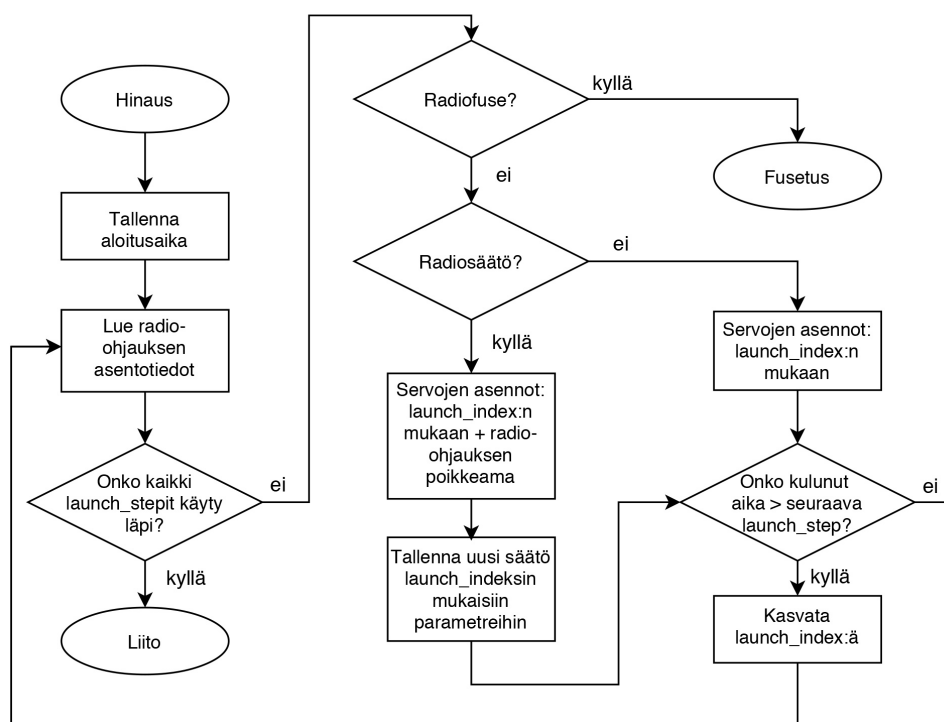 Hinaus
Tallenna
aloitusaika
Lue radio-
ohjauksen
asentotiedot
Onko kaikki
launch_stepit käyty
läpi?
ei
kyllä
Liito
Radiofuse?
kyllä
Fusetus
ei
Radiosäätö?
ei
kyllä
Servojen asennot:
launch_index:n
mukaan + radio-
ohjauksen
poikkeama
Tallenna uusi säätö
launch_indeksin
mukaisiin
parametreihin
Servojen asennot:
launch_index:n
mukaan
Onko kulunut
aika > seuraava
launch_step?
ei
kyllä
Kasvata
launch_index:ä